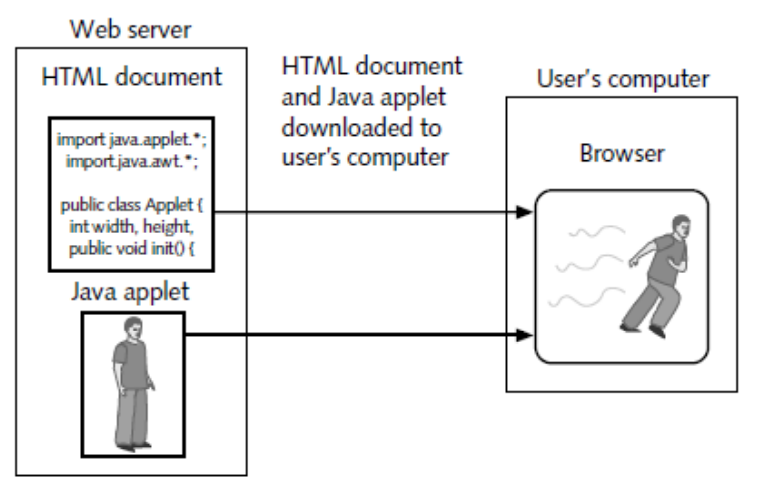 Web server
HTML document
import java.applet.*;
import.java.awt.*;
public class Applet {
int width, height,
public void init() {
Java applet
HTML document
and Java applet
downloaded to
user's computer
User's computer
Browser